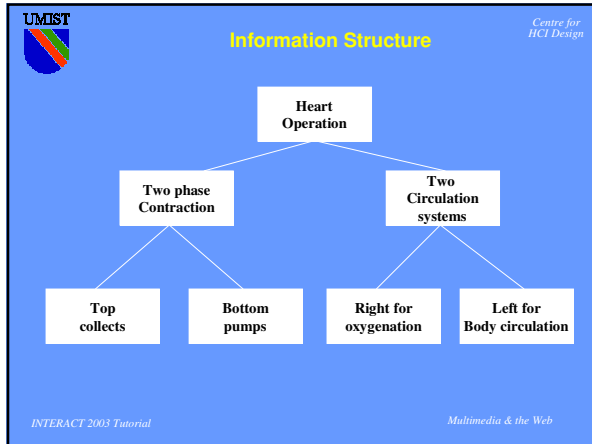 UMIST
Centre for
HCI Design
Information Structure
Heart
Operation
Two phase
Contraction
Two
Circulation
systems
Top
collects
Bottom
pumps
Right for
oxygenation
Left for
Body circulation
INTERACT 2003 Tutorial
Multimedia & the Web